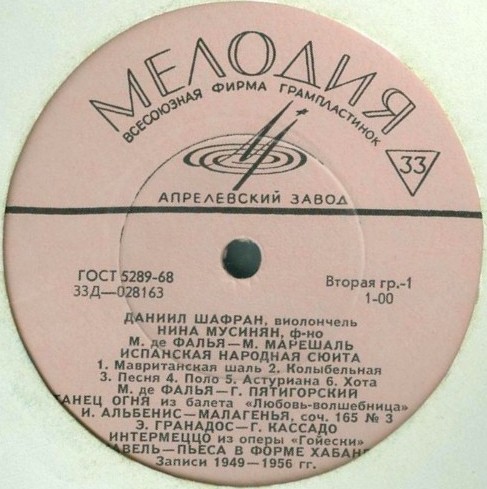 МЕЛОДИЯ
ВСЕСОЮЗНАЯ ФИРМА ГРАМПЛАСТИНОК
33
АПРЕЛЕВСКИЙ ЗАВОД
ГОСТ 5289-68
33Д—028163
Вторая гр.-1
1-00
ДАНИИЛ ШАФРАН, виолончель
НИНА МУСИНЯН, ф-но
М. де ФАЛЬЯ—М. МАРЕШАЛЬ
ИСПАНСКАЯ НАРОДНАЯ СЮИТА
1. Мавританская шаль 2. Колыбельная
3. Песня 4. Поло 5. Астуриана 6. Хота
М. де ФАЛЬЯ—Г. ПЯТИГОРСКИЙ
ТАНЕЦ ОГНЯ из балета «Любовь-волшебница»
И. АЛЬБЕНИС—МАЛАГЕНЬЯ, соч. 165 № 3
Э. ГРАНАДОС—Г. КАССАДО
ИНТЕРМЕЦЦО из оперы «Гойески»
АВЕЛЬ—ПЬЕСА В ФОРМЕ ХАБАН
Записи 1949—1956 гг.